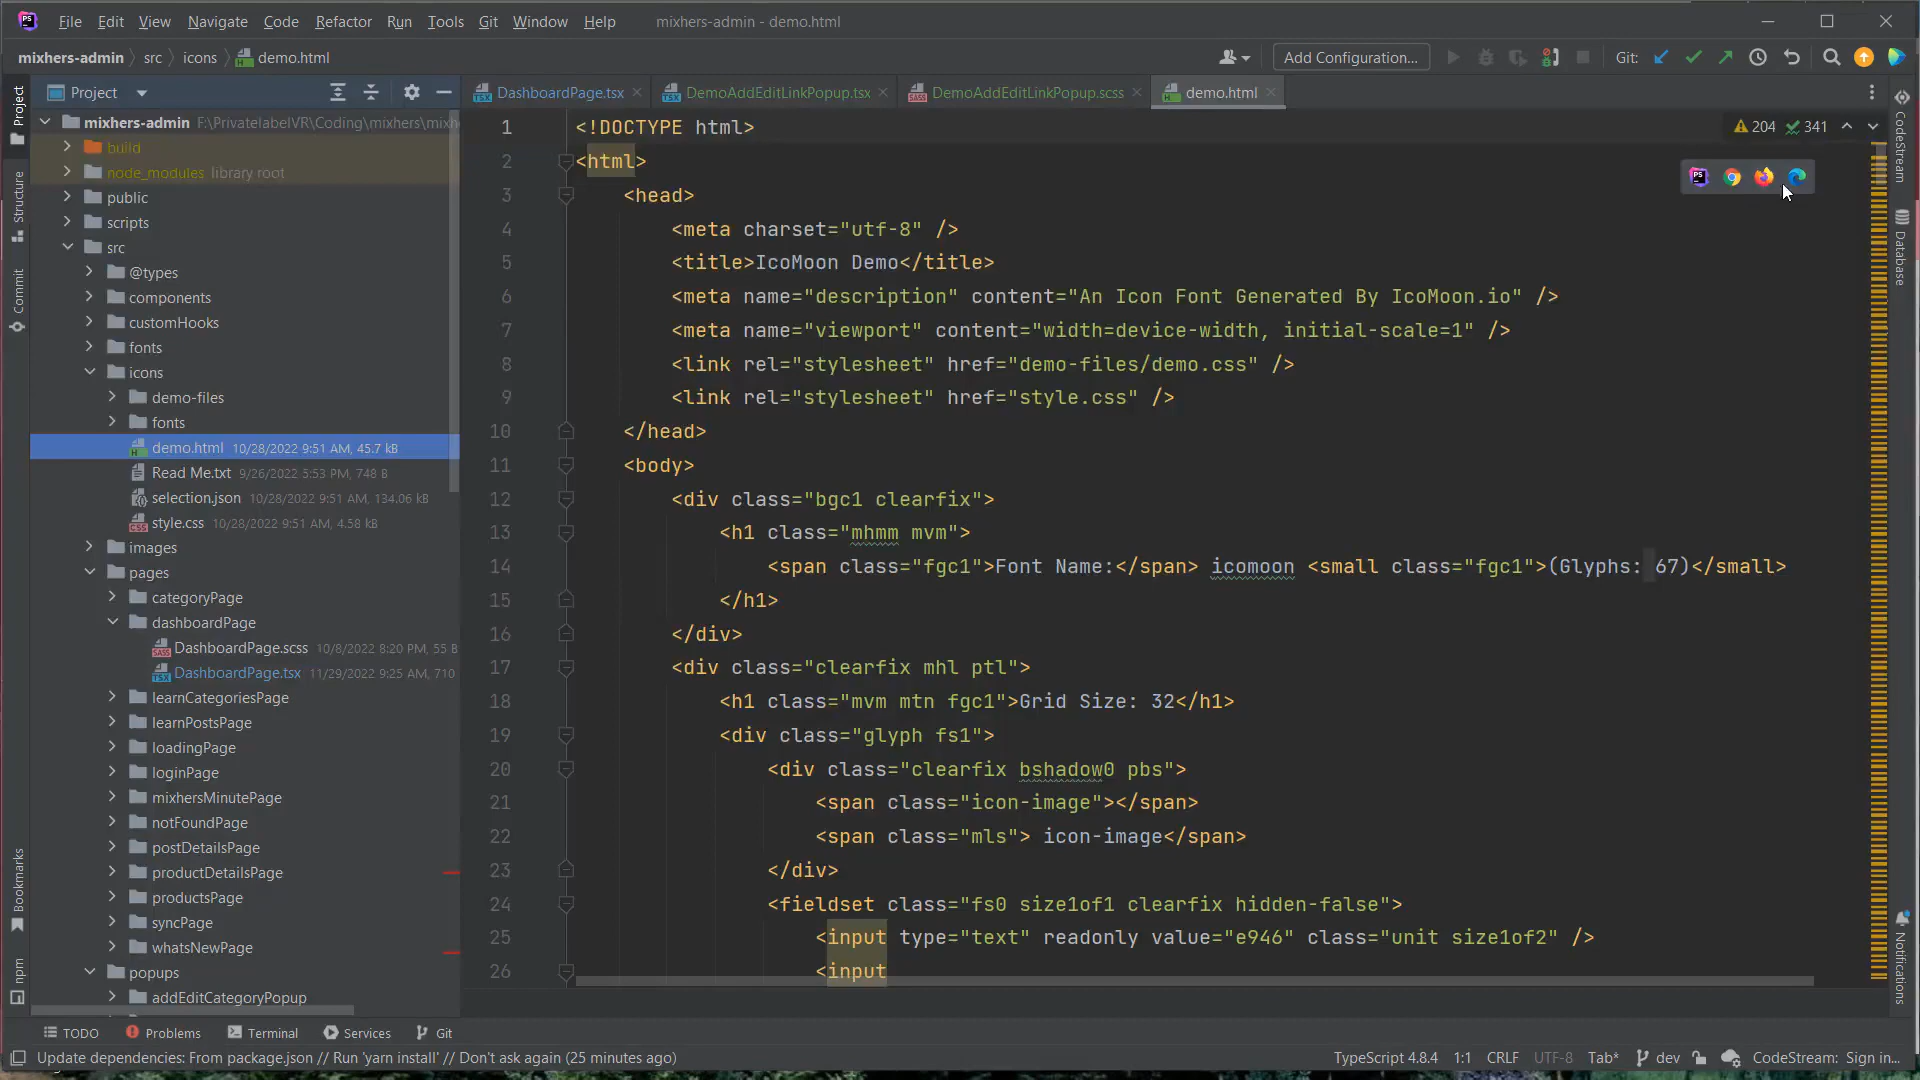 PS File Edit View Navigate Code Refactor Run Tools Git Window Help mixhers-admin - demo.html
mixhers-admin src icons demo.html Add Configuration... Git:
Project DashboardPage.tsx DemoAddEditLinkPopup.tsx DemoAddEditLinkPopup.scss demo.html
mixhers-admin F:\PrivatelabelVR\Coding\mixhers\mixh
build
node_modules library root
public
scripts
src
@types
components
customHooks
fonts
icons
demo-files
fonts
demo.html 10/28/2022 9:51 AM, 45.7 kB
Read Me.txt 9/26/2022 5:53 PM, 748 B
selection.json 10/28/2022 9:51 AM, 134.06 kB
style.css 10/28/2022 9:51 AM, 4.58 kB
images
pages
categoryPage
dashboardPage
DashboardPage.scss 10/8/2022 8:20 PM, 55 B
DashboardPage.tsx 11/29/2022 9:25 AM, 710
learnCategoriesPage
learnPostsPage
loadingPage
loginPage
mixhersMinutePage
notFoundPage
postDetailsPage
productDetailsPage
productsPage
syncPage
whatsNewPage
popups
addEditCategoryPopup
Project
Structure
Commit
Bookmarks
npm
204 341
1 <!DOCTYPE html>
2 <html>
3 <head>
4 <meta charset="utf-8" />
5 <title>IcoMoon Demo</title>
6 <meta name="description" content="An Icon Font Generated By IcoMoon.io" />
7 <meta name="viewport" content="width=device-width, initial-scale=1" />
8 <link rel="stylesheet" href="demo-files/demo.css" />
9 <link rel="stylesheet" href="style.css" />
10 </head>
11 <body>
12 <div class="bgc1 clearfix">
13 <h1 class="mhmm mvm">
14 <span class="fgc1">Font Name:</span> icomoon <small class="fgc1">(Glyphs: 67)</small>
15 </h1>
16 </div>
17 <div class="clearfix mhl ptl">
18 <h1 class="mvm mtn fgc1">Grid Size: 32</h1>
19 <div class="glyph fs1">
20 <div class="clearfix bshadow0 pbs">
21 <span class="icon-image"></span>
22 <span class="mls"> icon-image</span>
23 </div>
24 <fieldset class="fs0 size1of1 clearfix hidden-false">
25 <input type="text" readonly value="e946" class="unit size1of2" />
26 <input
CodeStream
Database
Notifications
TODO Problems Terminal Services Git
Update dependencies: From package.json // Run 'yarn install' // Don't ask again (25 minutes ago) TypeScript 4.8.4 1:1 CRLF UTF-8 Tab* dev CodeStream: Sign in...